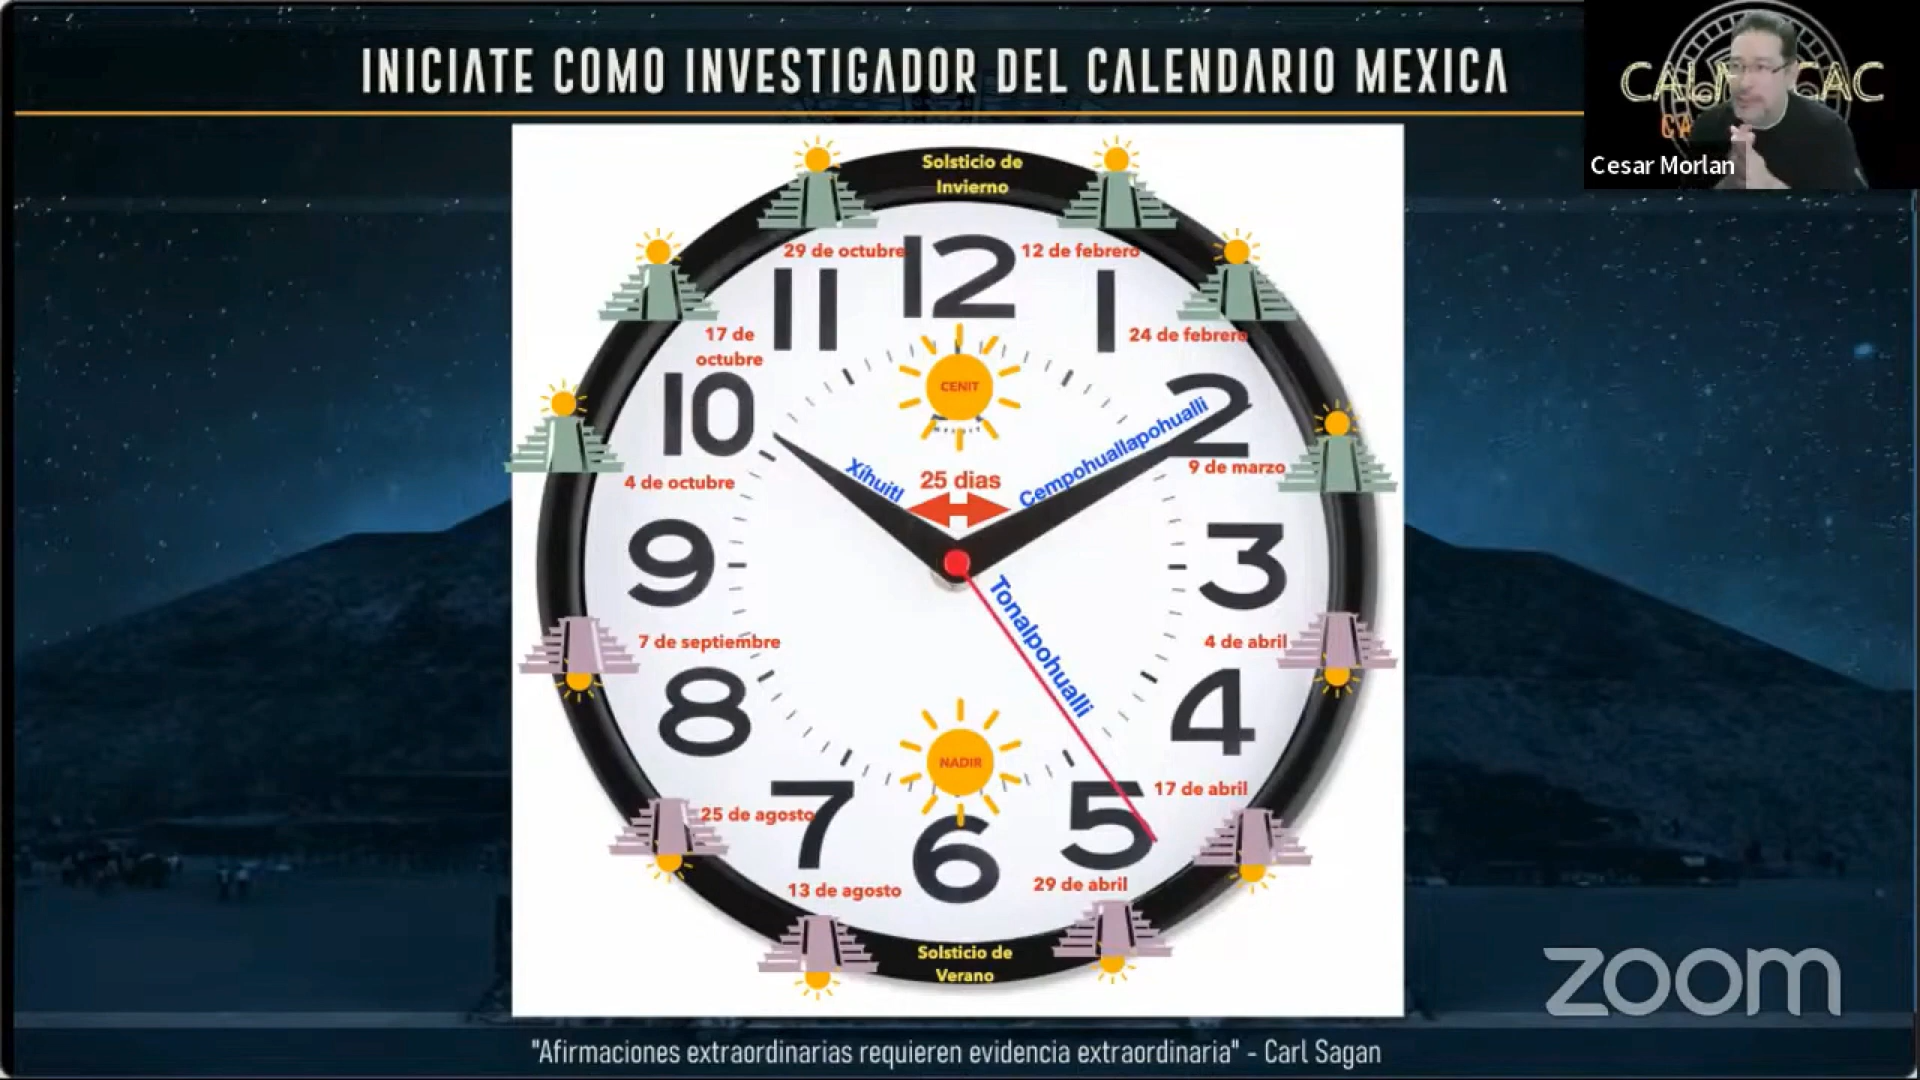 INICIATE COMO INVESTIGADOR DEL CALENDARIO MEXICA
Cesar Morlan
Solsticio de
Invierno
29 de octubre
12 de febrero
12
11
1
17 de
octubre
24 de febrero
CENIT
10
2
Xíhuitl
25 dias
Cempohuallapohualli
4 de octubre
9 de marzo
9
3
Tonalpohualli
7 de septiembre
4 de abril
8
4
NADIR
25 de agosto
17 de abril
7
5
6
13 de agosto
29 de abril
Solsticio de
Verano
zoom
"Afirmaciones extraordinarias requieren evidencia extraordinaria" - Carl Sagan